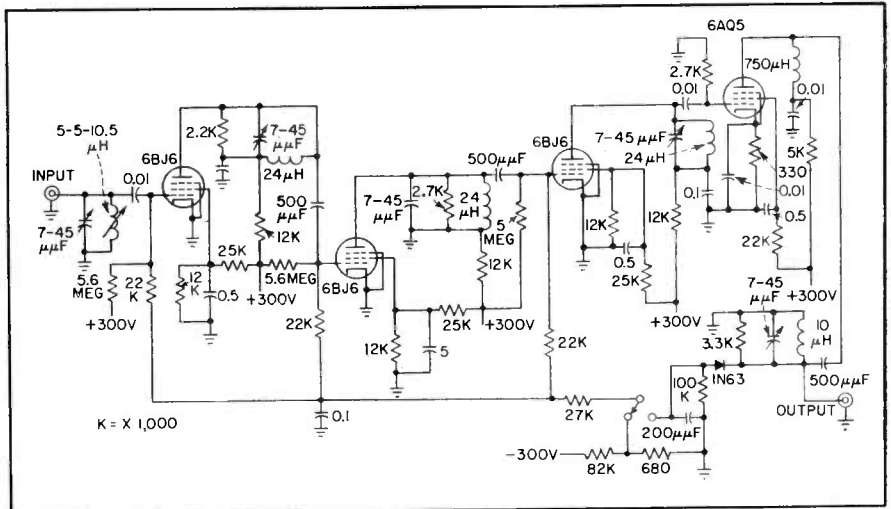 6AQ5
750μH
2.7K
0.01
0.01
5-5-10.5
μH
2.2K
7-45
μμF
6BJ6
6BJ6
7-45 μμF
24μH
INPUT
0.01
24μH
500μμF
5K
330
0.01
7-45
μμF
500
μμF
7-45
μμF
2.7K
24
μH
5
MEG
12K
0.1
0.5
12K
12K
0.5
22K
5.6
MEG
22
K
12
K
25K
0.5
5.6MEG
6BJ6
12K
25K
+300V
+300V
+300V
7-45
μμF
+300V
25K
+300V
22K
12K
5
22K
3.3K
10
μH
1N63
500μμF
100
K
K = X 1,000
0.1
27K
200μμF
OUTPUT
-300V
82K
680